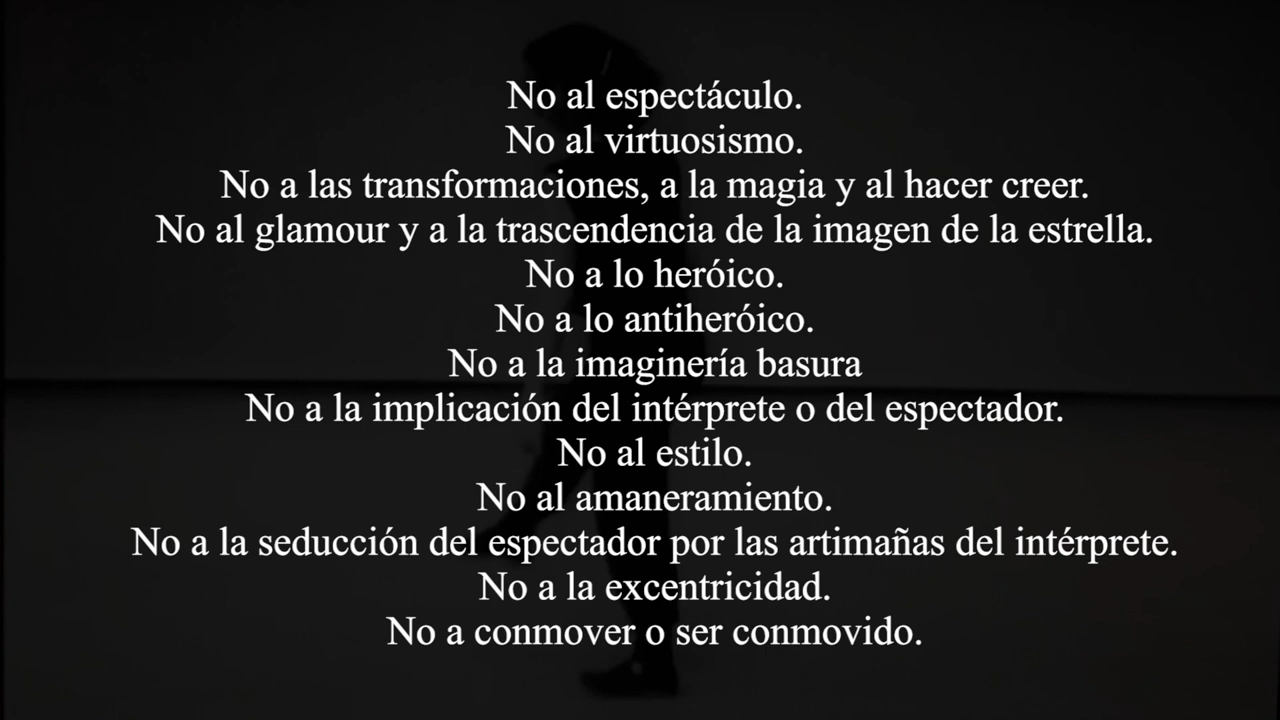 No al espectáculo.
No al virtuosismo.
No a las transformaciones, a la magia y al hacer creer.
No al glamour y a la trascendencia de la imagen de la estrella.
No a lo heróico.
No a lo antiheróico.
No a la imaginería basura
No a la implicación del intérprete o del espectador.
No al estilo.
No al amaneramiento.
No a la seducción del espectador por las artimañas del intérprete.
No a la excentricidad.
No a conmover o ser conmovido.